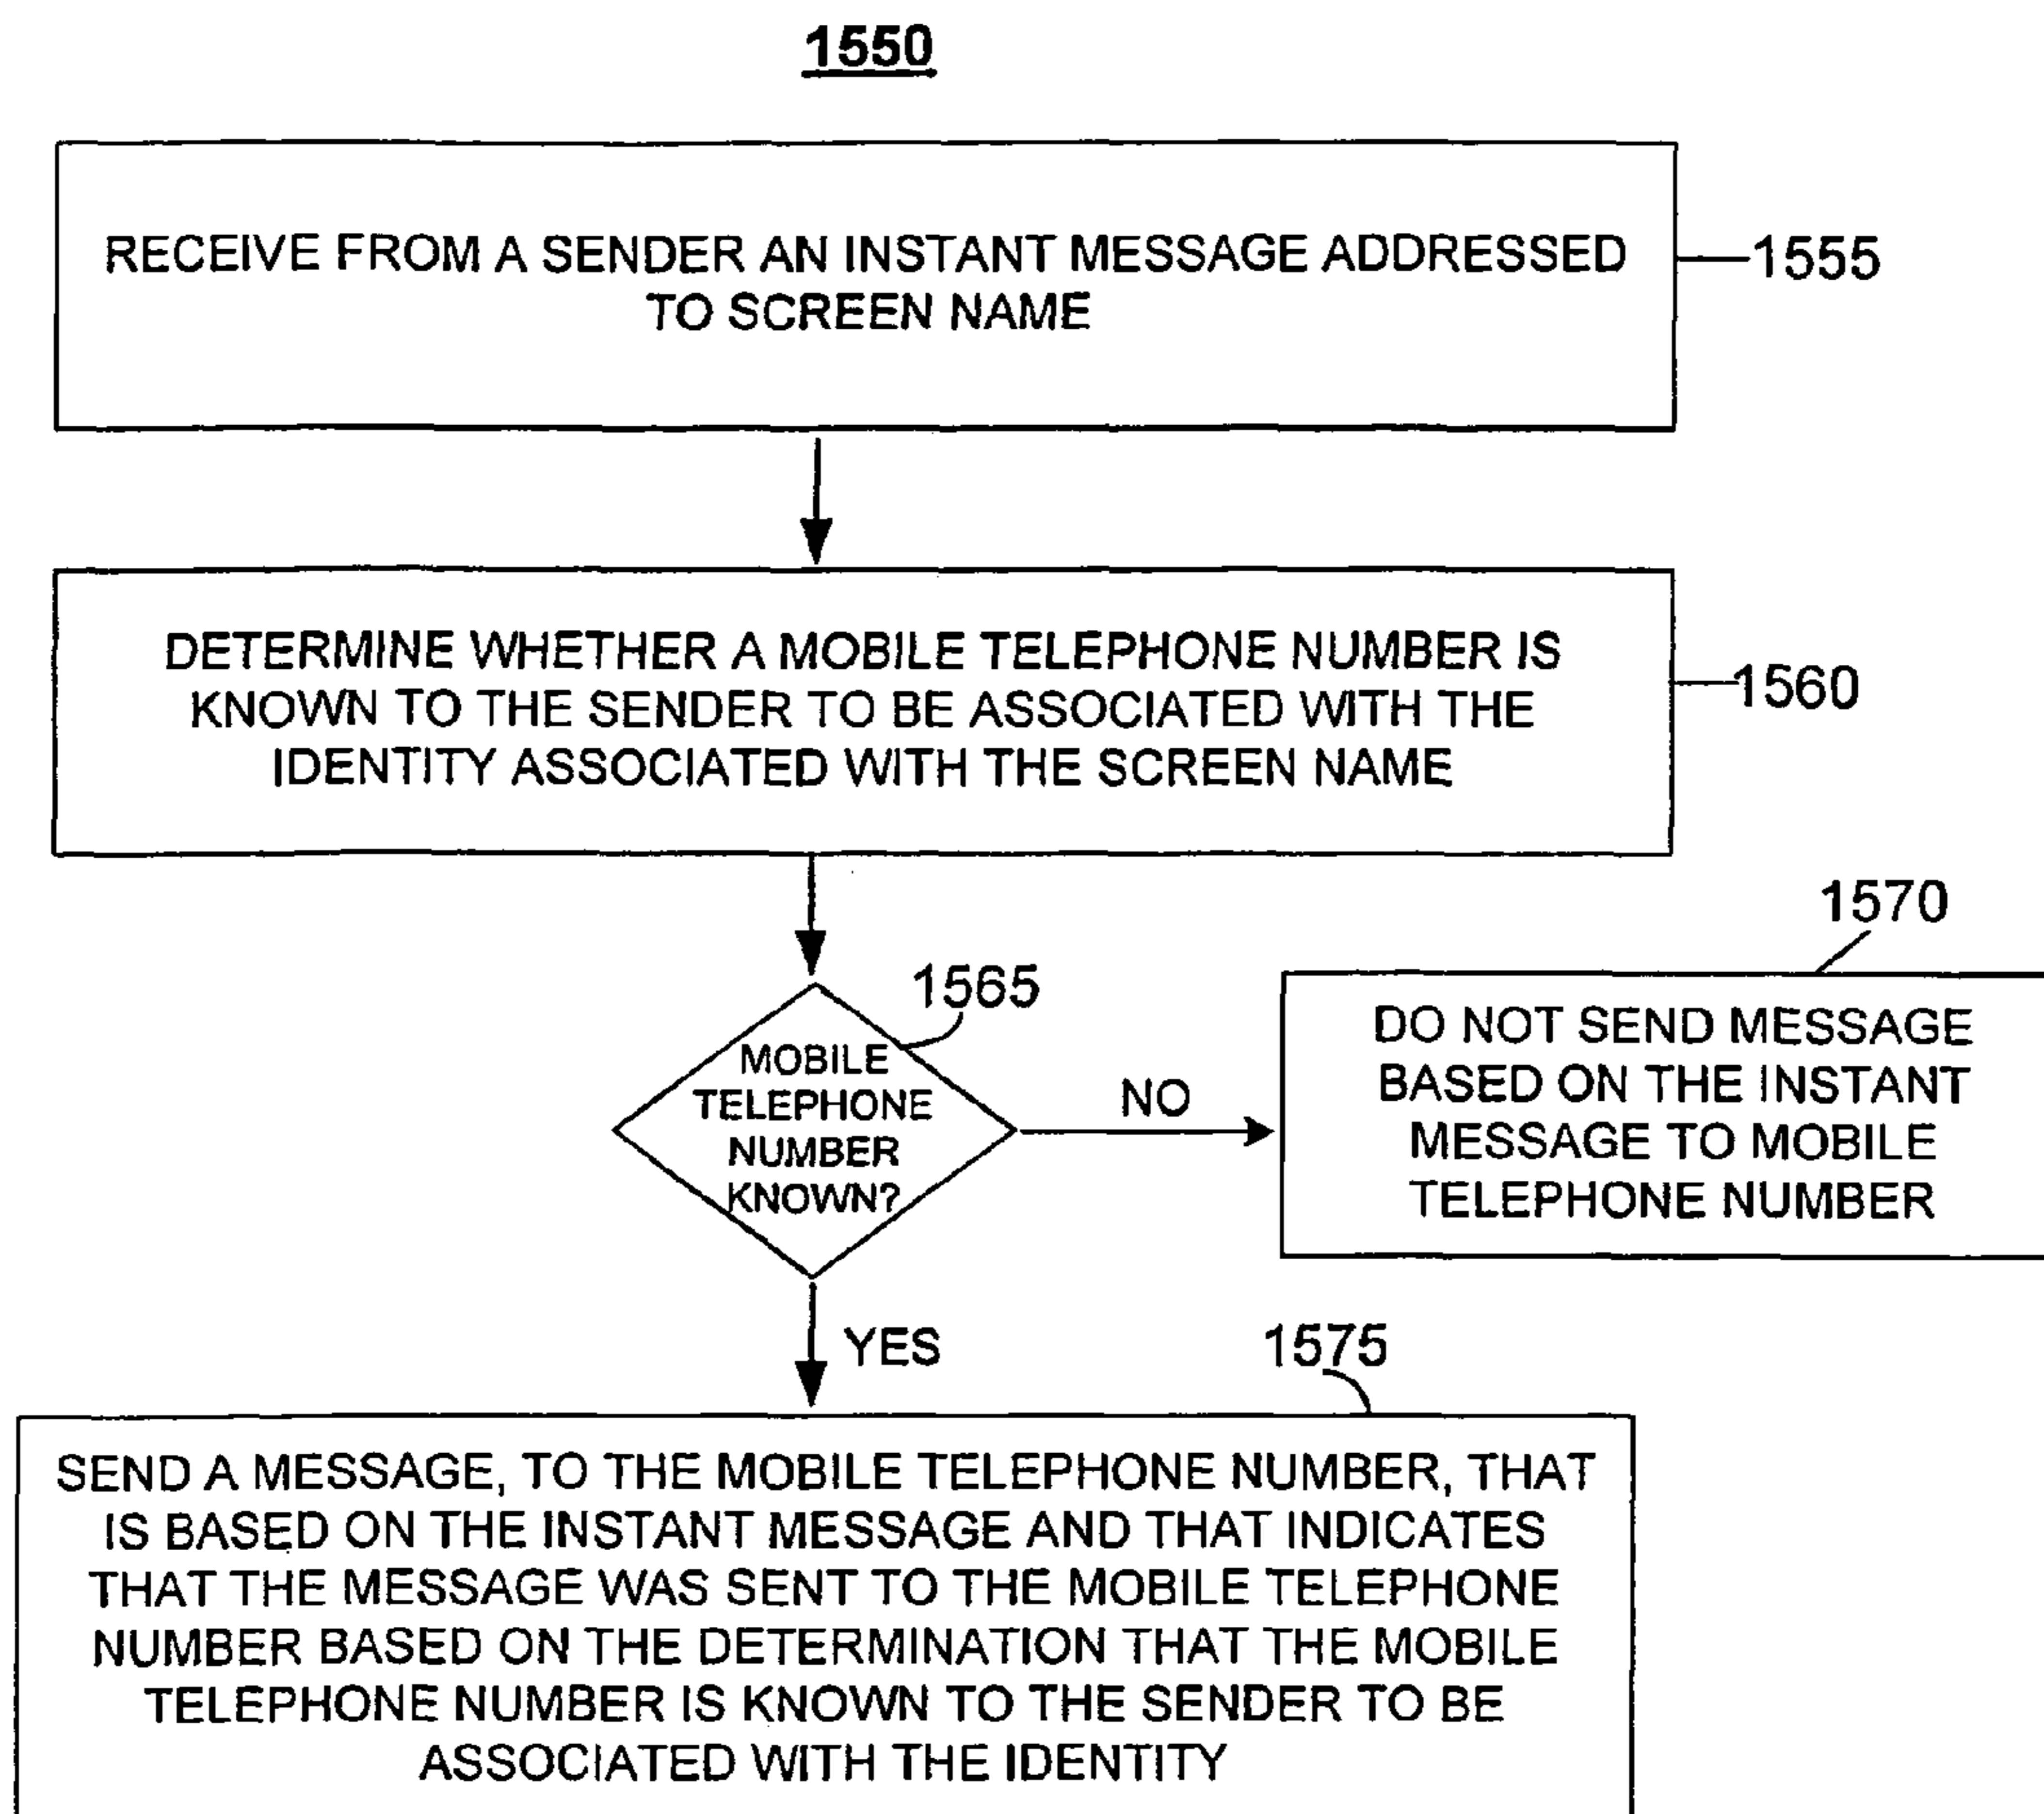 1550
RECEIVE FROM A SENDER AN INSTANT MESSAGE ADDRESSED
TO SCREEN NAME
1555
DETERMINE WHETHER A MOBILE TELEPHONE NUMBER IS
KNOWN TO THE SENDER TO BE ASSOCIATED WITH THE
IDENTITY ASSOCIATED WITH THE SCREEN NAME
1560
1565
MOBILE
TELEPHONE
NUMBER
KNOWN?
NO
1570
DO NOT SEND MESSAGE
BASED ON THE INSTANT
MESSAGE TO MOBILE
TELEPHONE NUMBER
YES
1575
SEND A MESSAGE, TO THE MOBILE TELEPHONE NUMBER, THAT
IS BASED ON THE INSTANT MESSAGE AND THAT INDICATES
THAT THE MESSAGE WAS SENT TO THE MOBILE TELEPHONE
NUMBER BASED ON THE DETERMINATION THAT THE MOBILE
TELEPHONE NUMBER IS KNOWN TO THE SENDER TO BE
ASSOCIATED WITH THE IDENTITY